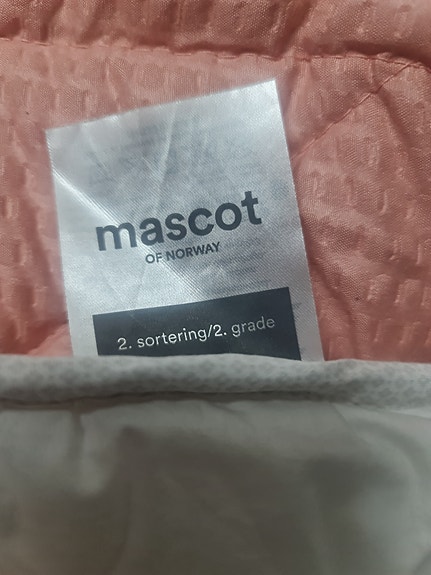 mascot
OF NORWAY
2. sortering/2. grade